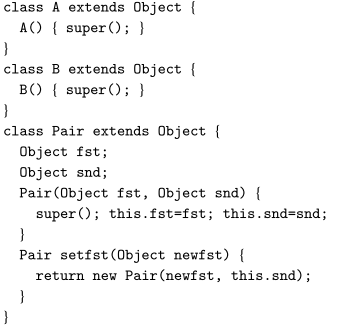 class A extends Object {
  A() { super(); }
}
class B extends Object {
  B() { super(); }
}
class Pair extends Object {
  Object fst;
  Object snd;
  Pair(Object fst, Object snd) {
    super(); this.fst=fst; this.snd=snd;
  }
  Pair setfst(Object newfst) {
    return new Pair(newfst, this.snd);
  }
}